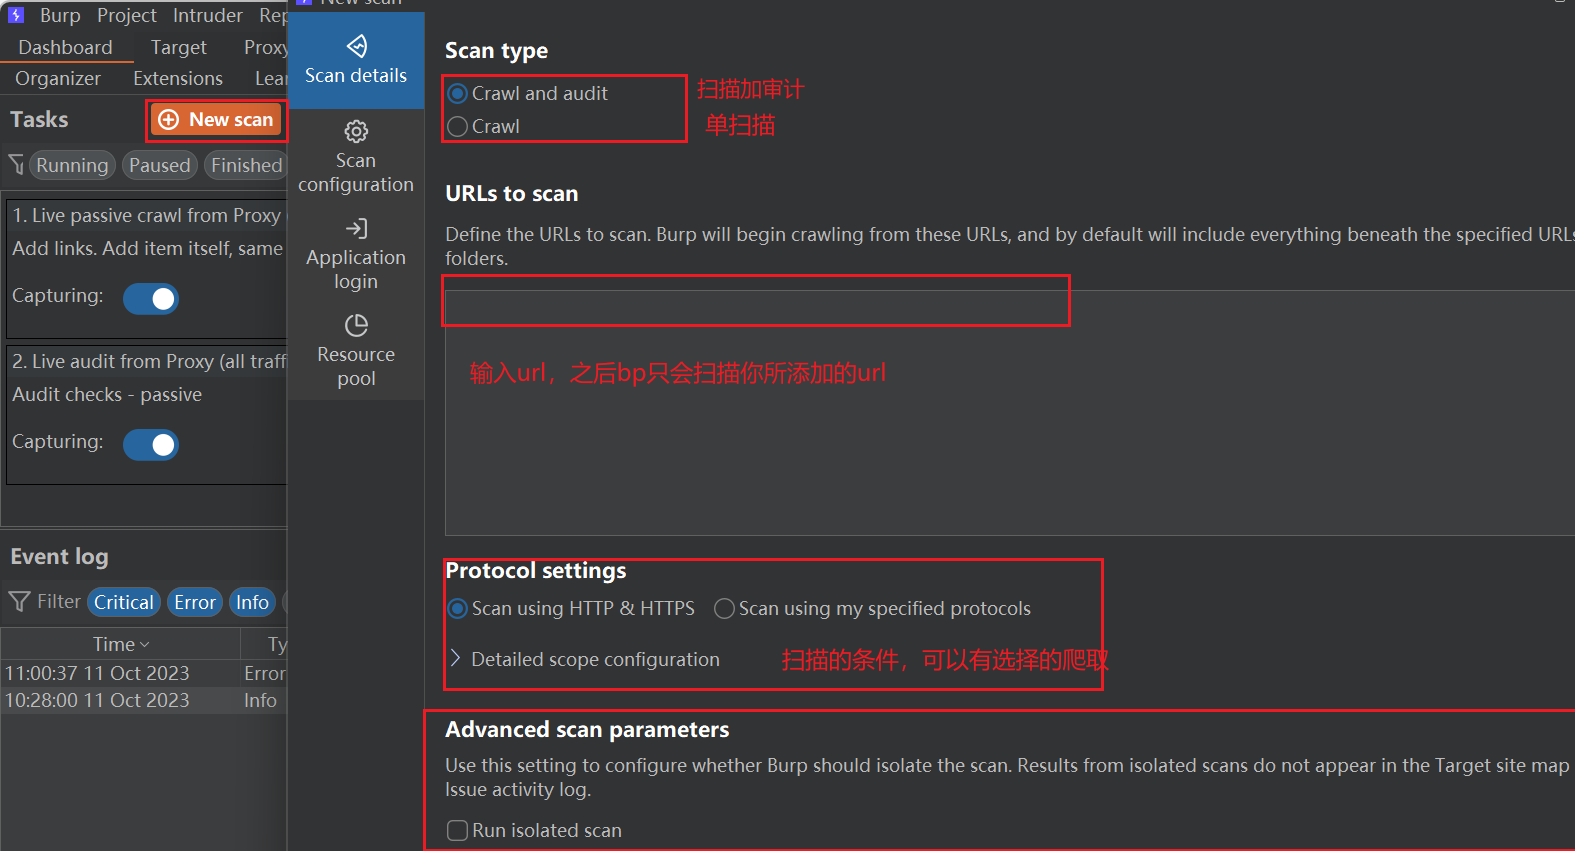 Burp Project Intruder Rep
New scan
Dashboard Target Proxy
Organizer Extensions Lear
Tasks
New scan
Running Paused Finished
1. Live passive crawl from Proxy (
Add links. Add item itself, same
Capturing:
2. Live audit from Proxy (all traffi
Audit checks - passive
Capturing:
Event log
Filter Critical Error Info
Time Ty
11:00:37 11 Oct 2023 Error
10:28:00 11 Oct 2023 Info
Scan details
Scan
configuration
Application
login
Resource
pool
Scan type
Crawl and audit 扫描加审计
Crawl 单扫描
URLs to scan
Define the URLs to scan. Burp will begin crawling from these URLs, and by default will include everything beneath the specified URLs
folders.
输入url，之后bp只会扫描你所添加的url
Protocol settings
Scan using HTTP & HTTPS Scan using my specified protocols
Detailed scope configuration 扫描的条件，可以有选择的爬取
Advanced scan parameters
Use this setting to configure whether Burp should isolate the scan. Results from isolated scans do not appear in the Target site map
Issue activity log.
Run isolated scan